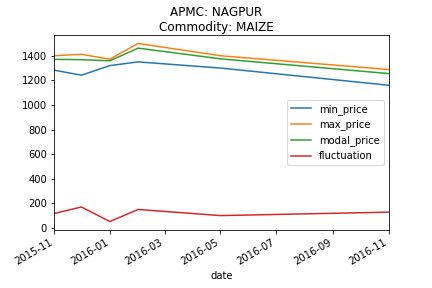 APMC: NAGPUR
Commodity: MAIZE
1400
1200
1000
800
600
400
200
0
min_price
max_price
modal_price
fluctuation
2015-11
2016-01
2016-03
2016-05
2016-07
2016-09
2016-11
date